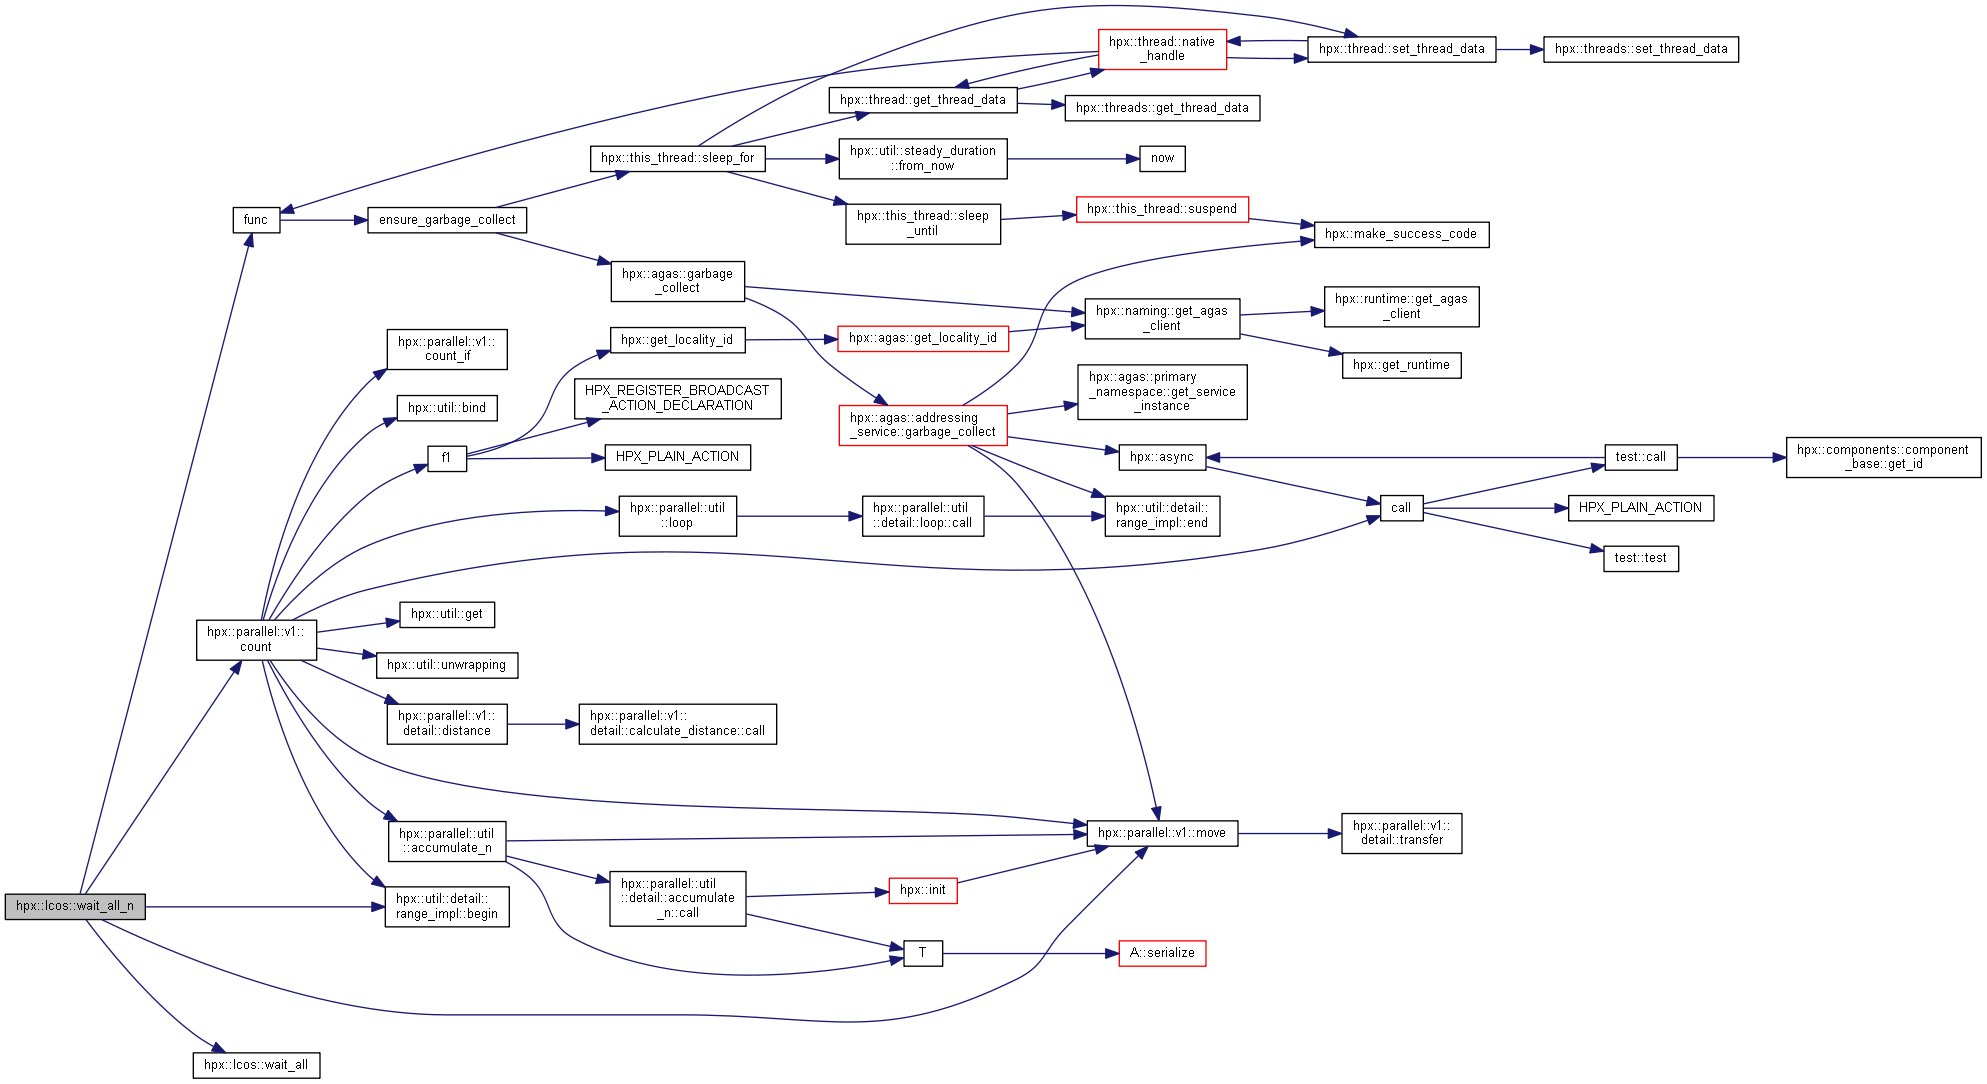 hpx::thread::native
_handle
hpx::thread::set_thread_data
hpx::threads::set_thread_data
hpx::thread::get_thread_data
hpx::threads::get_thread_data
hpx::this_thread::sleep_for
hpx::util::steady_duration
::from_now
now
func
ensure_garbage_collect
hpx::this_thread::sleep
_until
hpx::this_thread::suspend
hpx::make_success_code
hpx::agas::garbage
_collect
hpx::naming::get_agas
_client
hpx::runtime::get_agas
_client
hpx::parallel::v1::
count_if
hpx::get_locality_id
hpx::agas::get_locality_id
hpx::get_runtime
hpx::util::bind
HPX_REGISTER_BROADCAST
_ACTION_DECLARATION
hpx::agas::addressing
_service::garbage_collect
hpx::agas::primary
_namespace::get_service
_instance
f1
HPX_PLAIN_ACTION
hpx::async
test::call
hpx::components::component
_base::get_id
hpx::parallel::util
::loop
hpx::parallel::util
::detail::loop::call
hpx::util::detail::
range_impl::end
call
HPX_PLAIN_ACTION
test::test
hpx::util::get
hpx::parallel::v1::
count
hpx::util::unwrapping
hpx::parallel::v1::
detail::distance
hpx::parallel::v1::
detail::calculate_distance::call
hpx::parallel::util
::accumulate_n
hpx::parallel::v1::move
hpx::parallel::v1::
detail::transfer
hpx::lcos::wait_all_n
hpx::util::detail::
range_impl::begin
hpx::parallel::util
::detail::accumulate
_n::call
hpx::init
T
A::serialize
hpx::lcos::wait_all